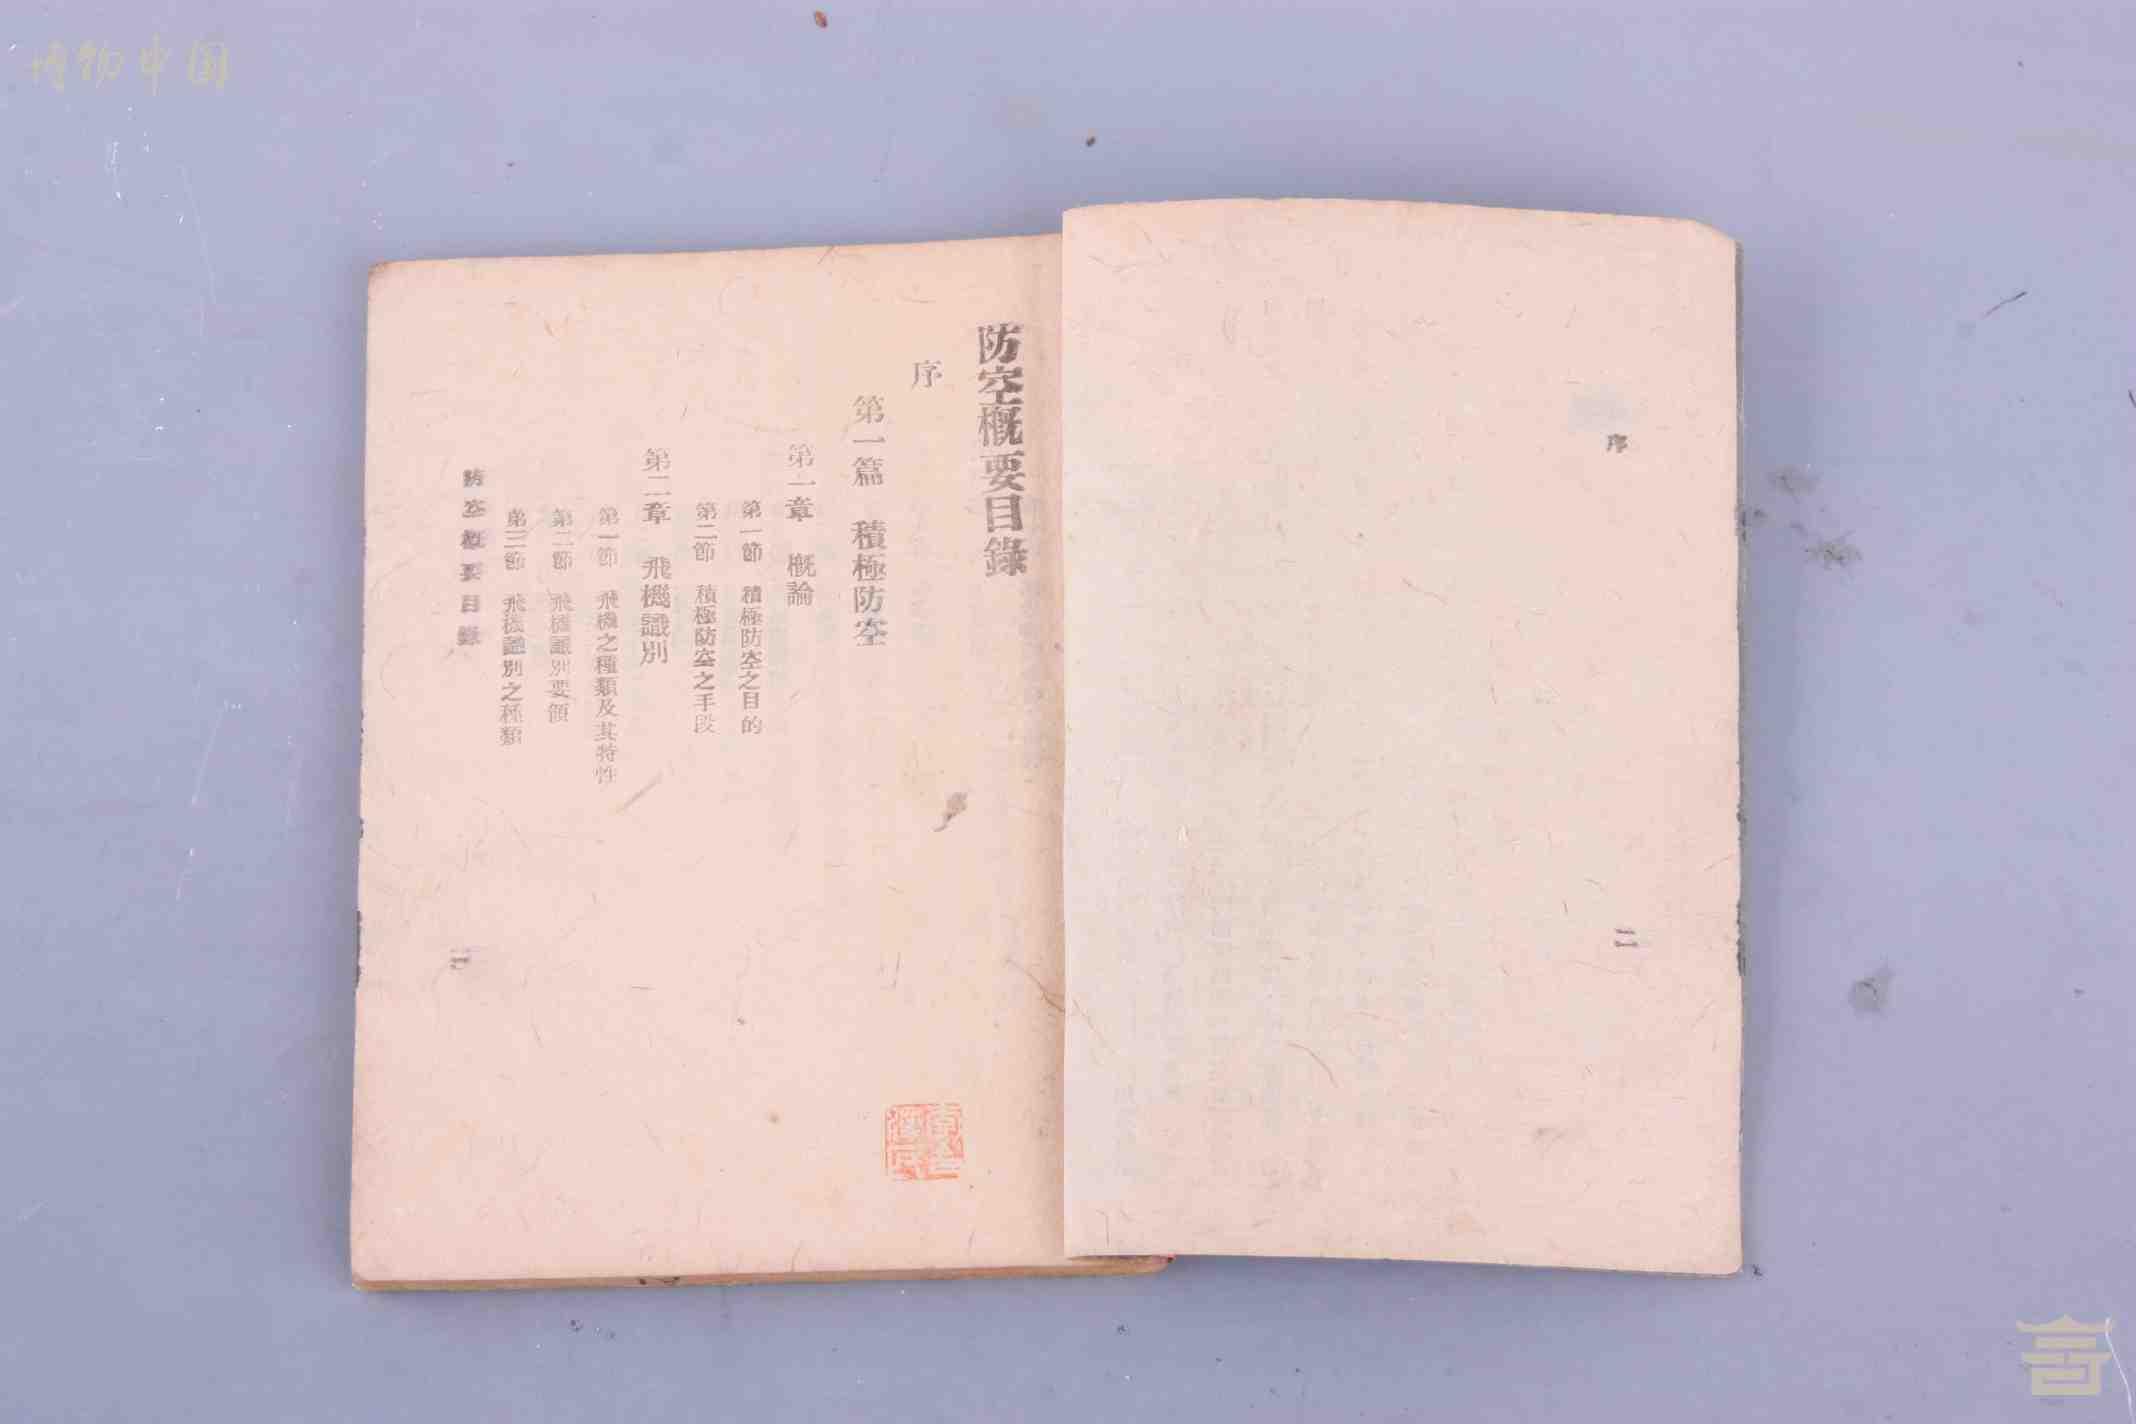 博物中国
序
二
防空概要目錄
序
第一篇 積極防空
第一章 概論
第一節 積極防空之目的
第二節 積極防空之手段
第二章 飛機識別
第一節 飛機之種類及其特性
第二節 飛機識別要領
第三節 飛機識別之種類
防空概要目錄